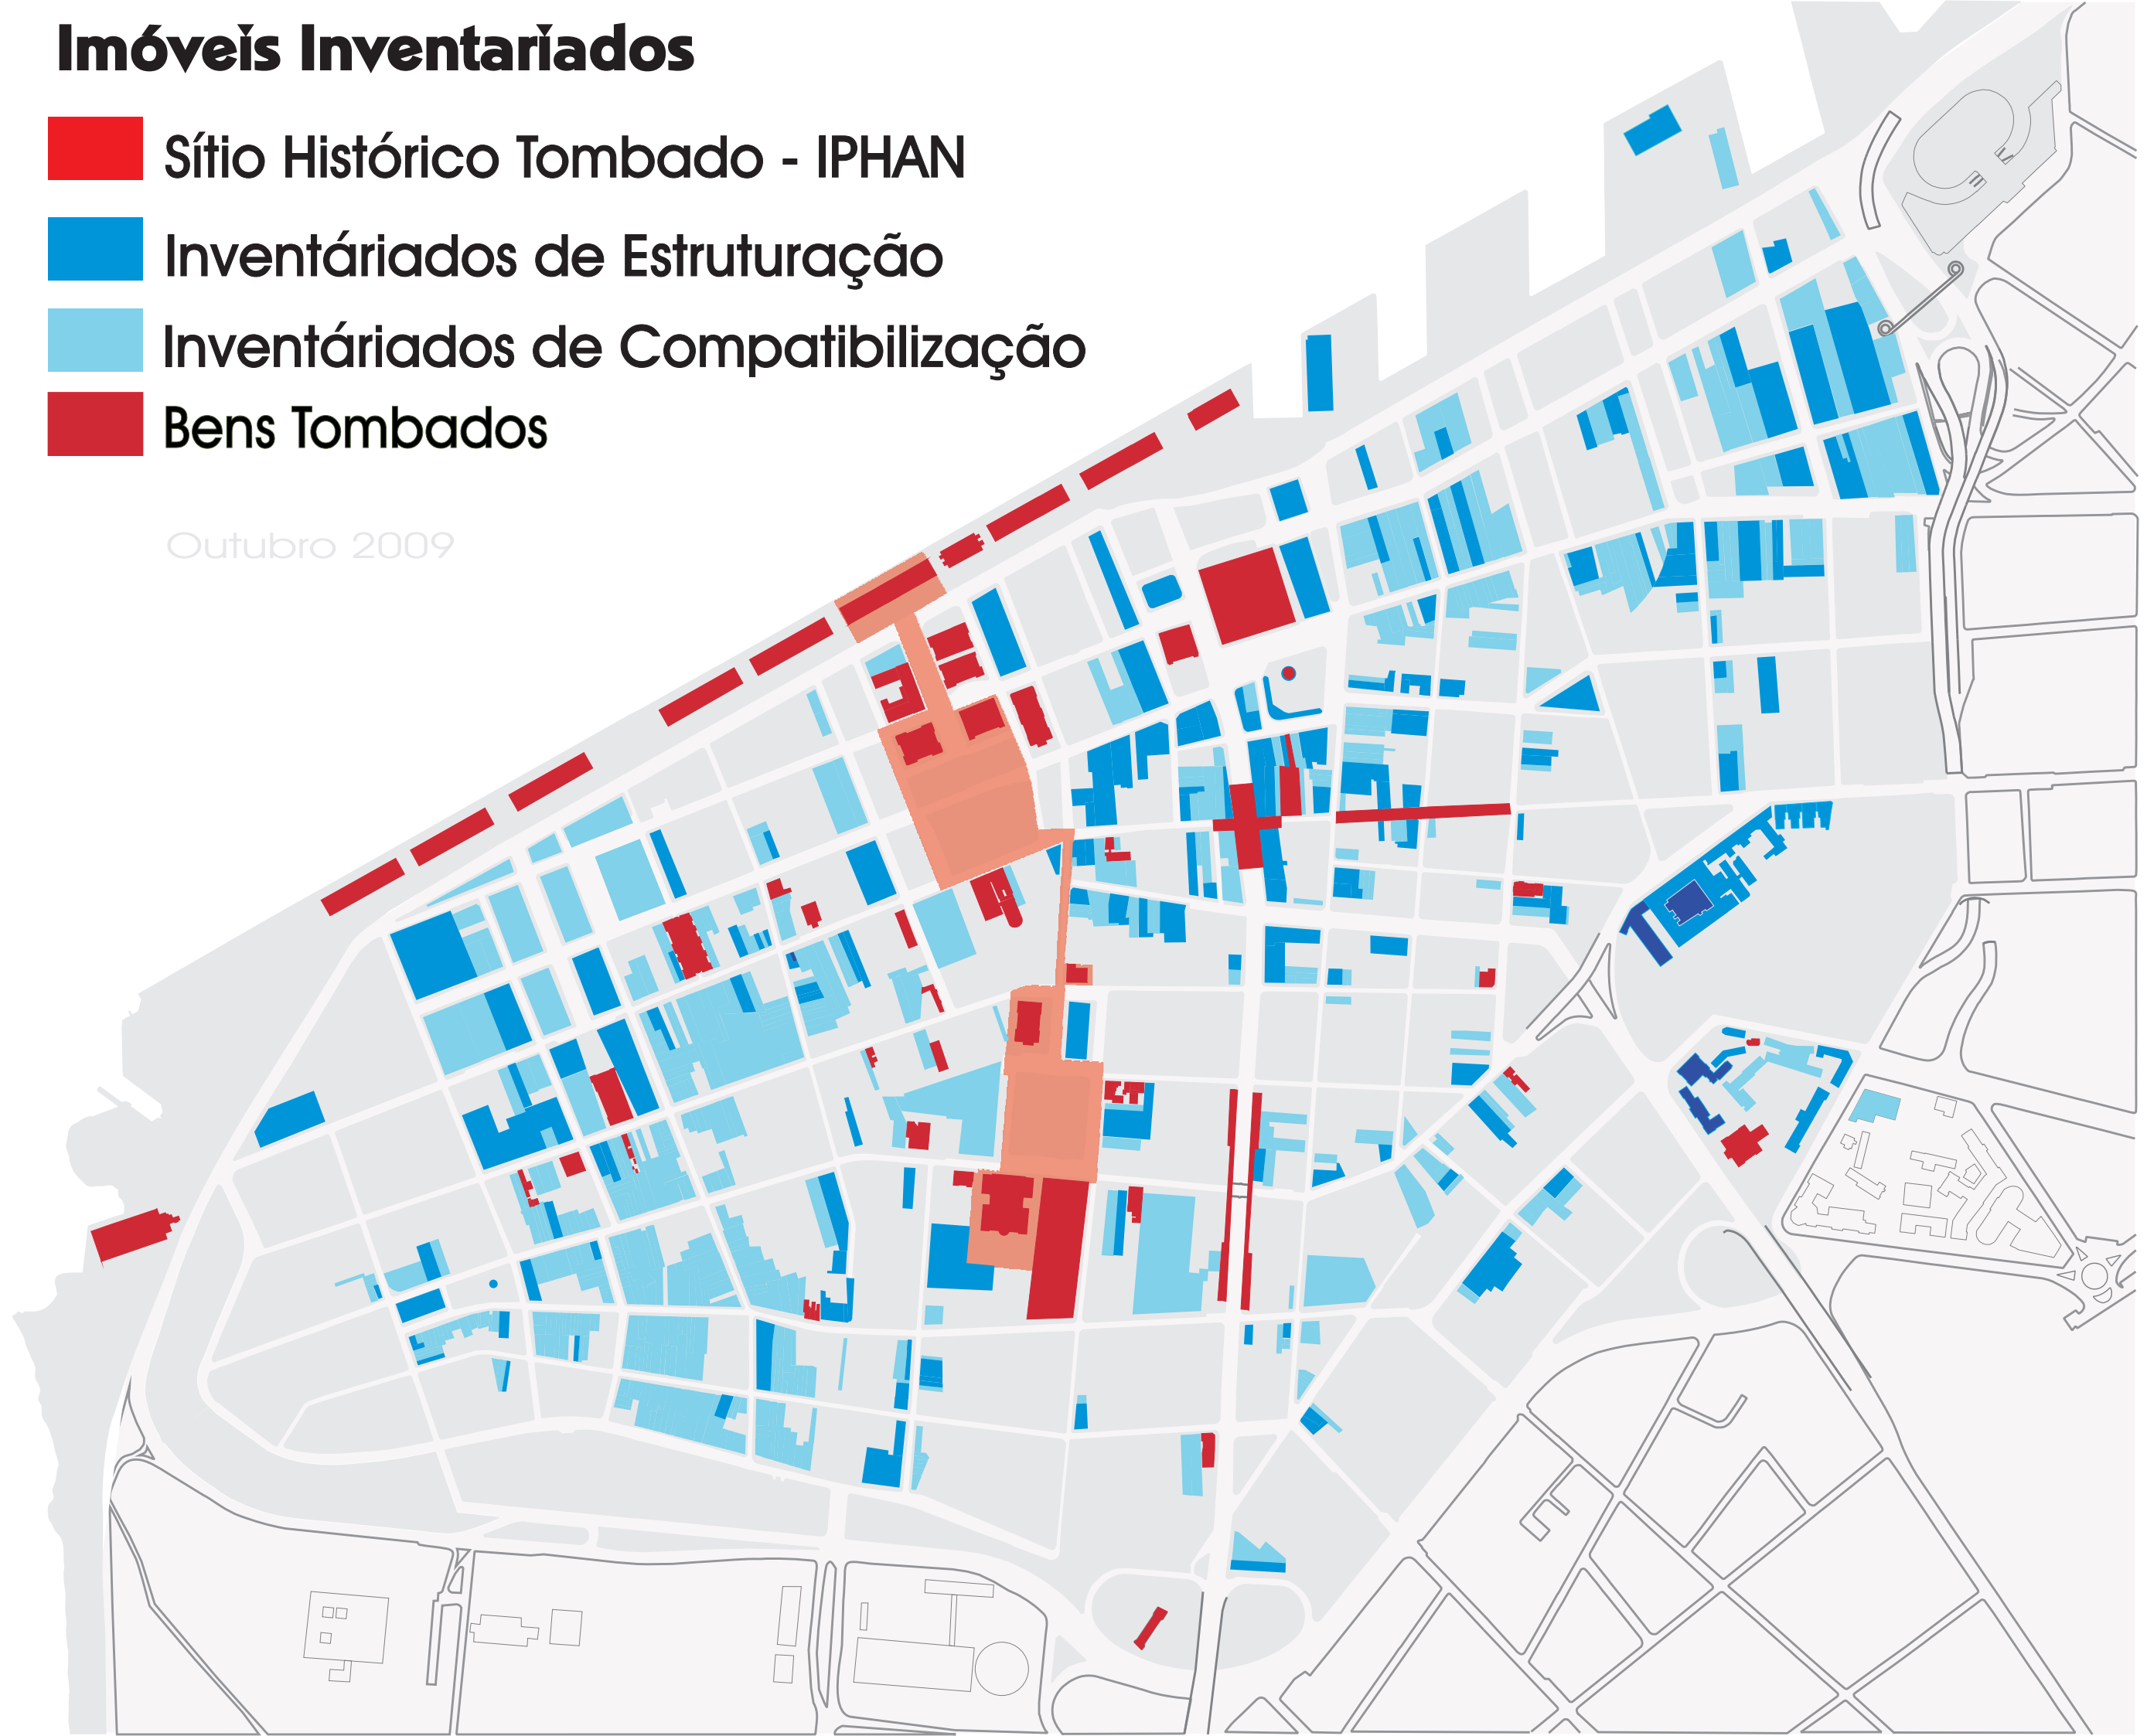 Imóveis Inventariados
Sítio Histórico Tombado - IPHAN
Inventáriados de Estruturação
Inventáriados de Compatibilização
Bens Tombados
Outubro 2009